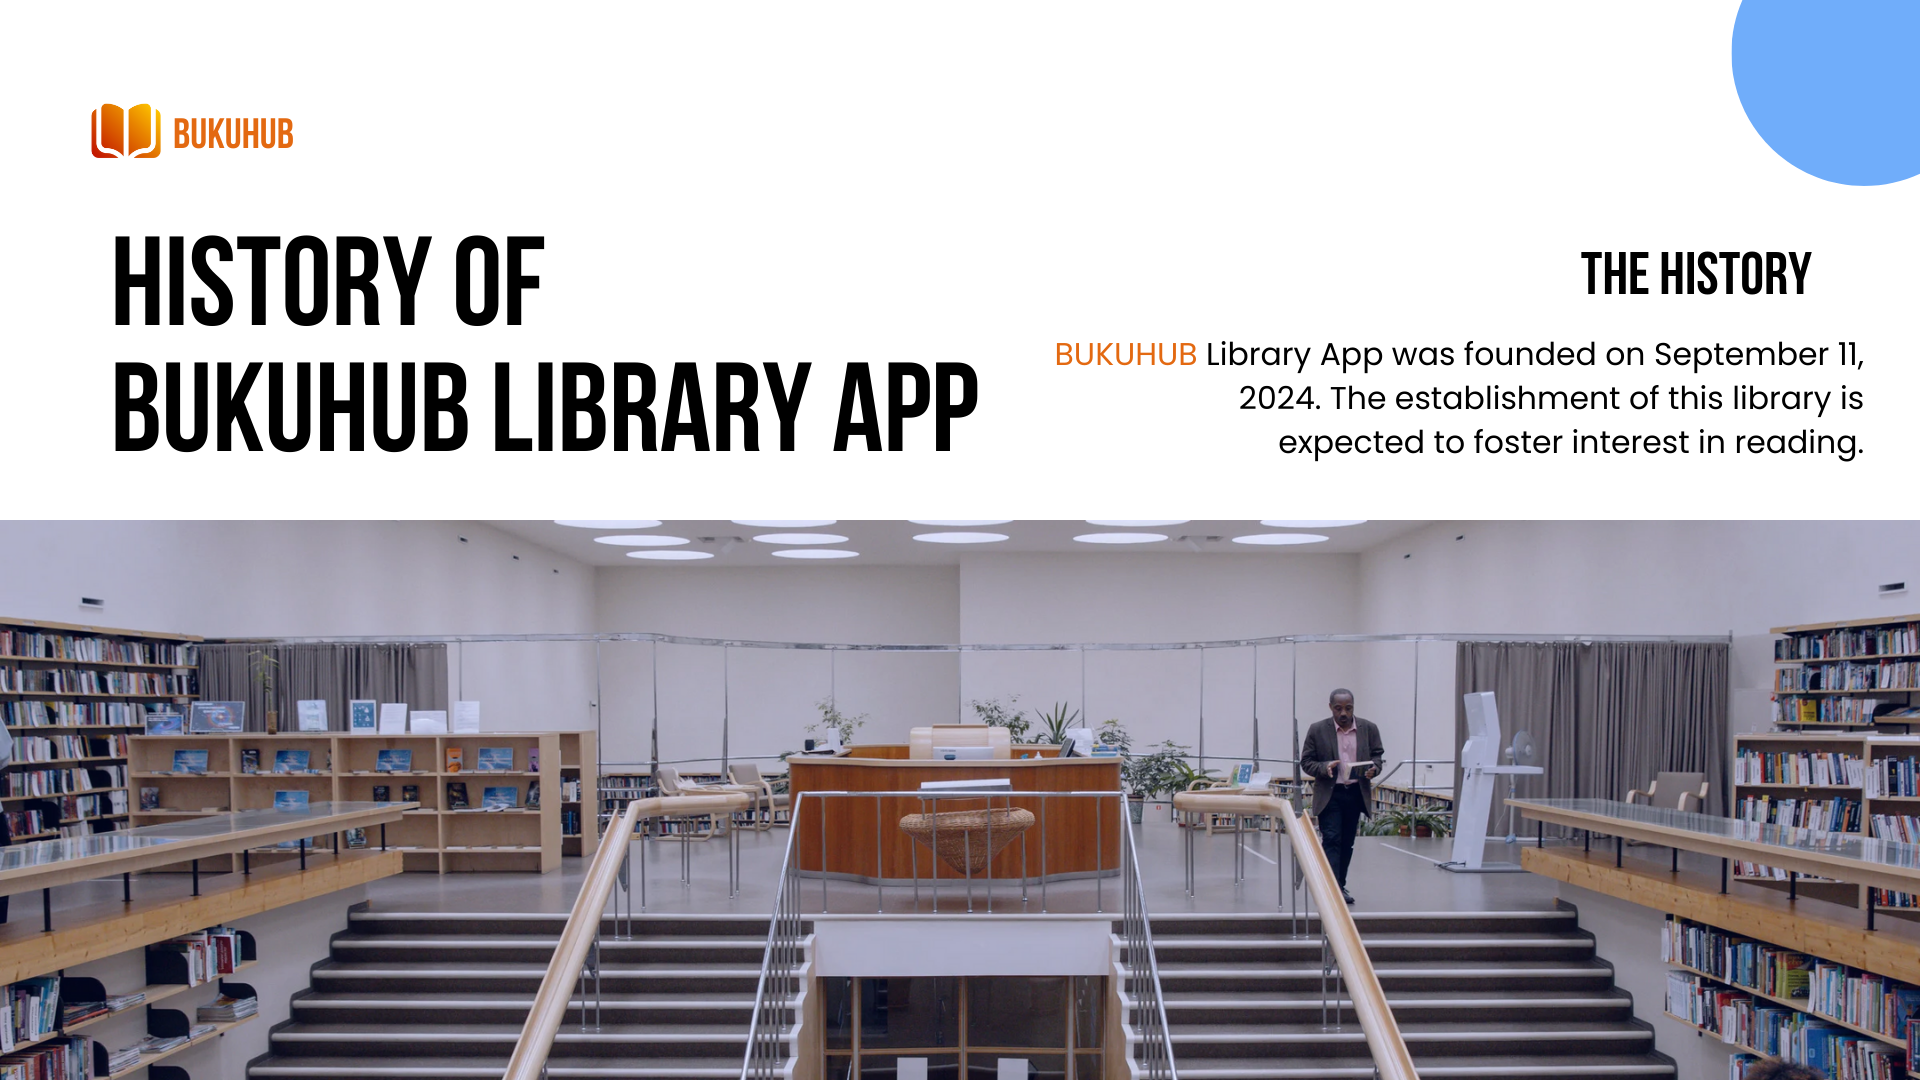 BUKUHUB
HISTORY OF
BUKUHUB LIBRARY APP
THE HISTORY
BUKUHUB Library App was founded on September 11,
2024. The establishment of this library is
expected to foster interest in reading.